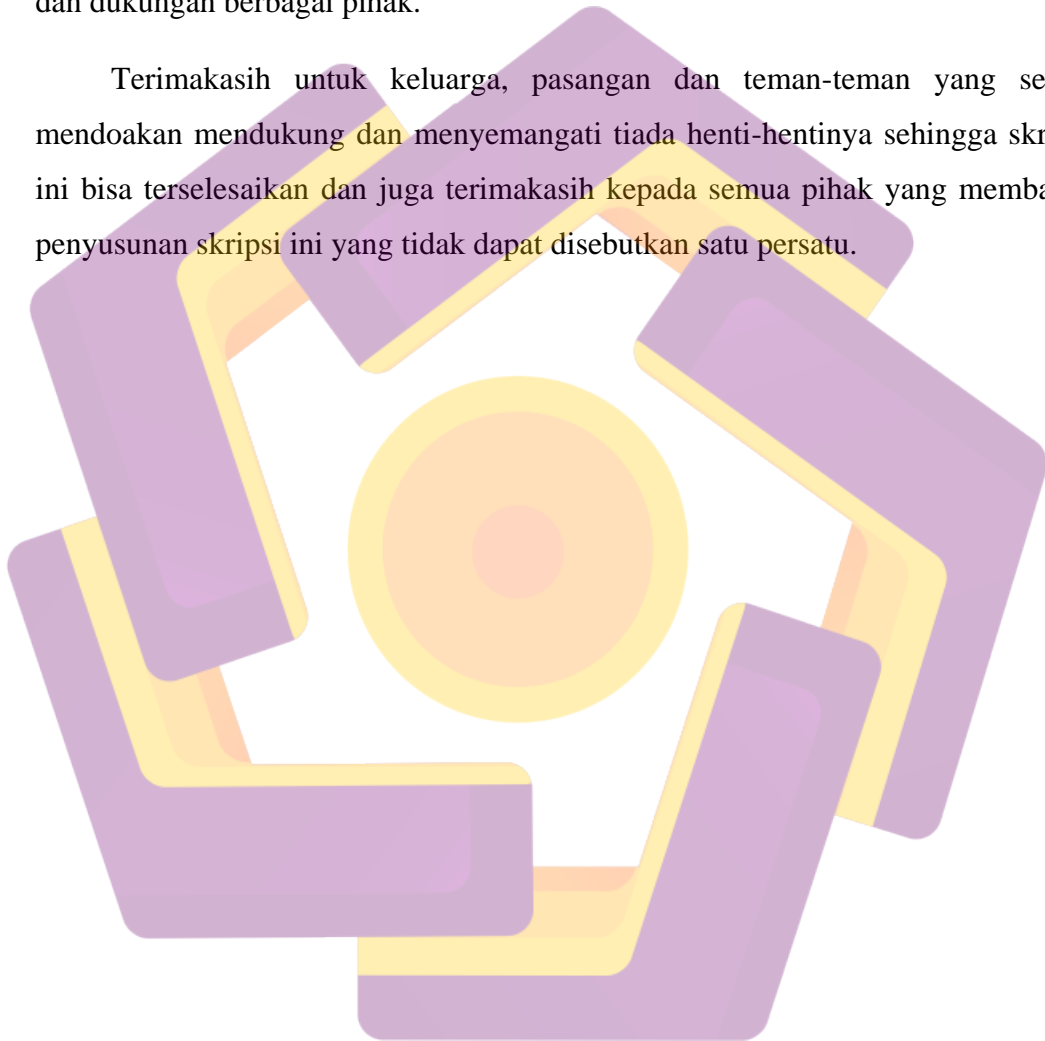 dan dukungan berbagai pihak.
Terimakasih untuk keluarga, pasangan dan teman-teman yang
mendoakan mendukung dan menyemangati tiada henti-hentinya sehingga
ini bisa terselesaikan dan juga terimakasih kepada semua pihak yang
penyusunan skripsi ini yang tidak dapat disebutkan satu persatu.